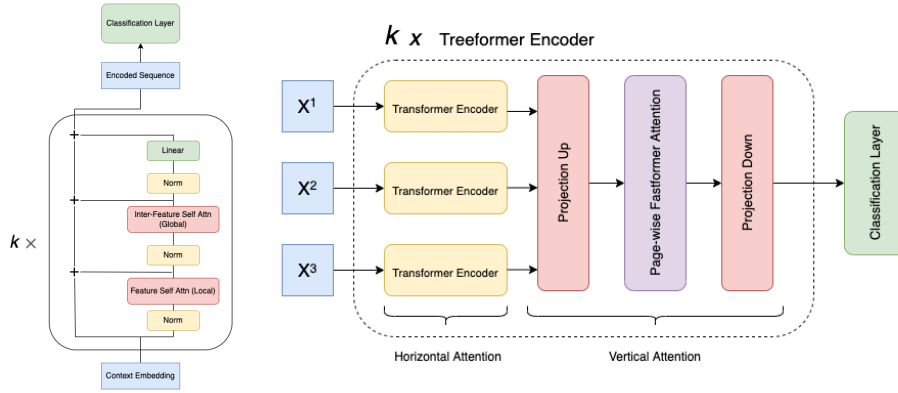 Classification Layer
Encoded Sequence
+
Linear
Norm
+
Inter-Feature Self Attn
(Global)
k ×
Norm
+
Feature Self Attn (Local)
Norm
Context Embedding
k x Treeformer Encoder
X1
Transformer Encoder
X2
Transformer Encoder
X3
Transformer Encoder
Projection Up
Page-wise Fastformer Attention
Projection Down
Classification Layer
Horizontal Attention
Vertical Attention